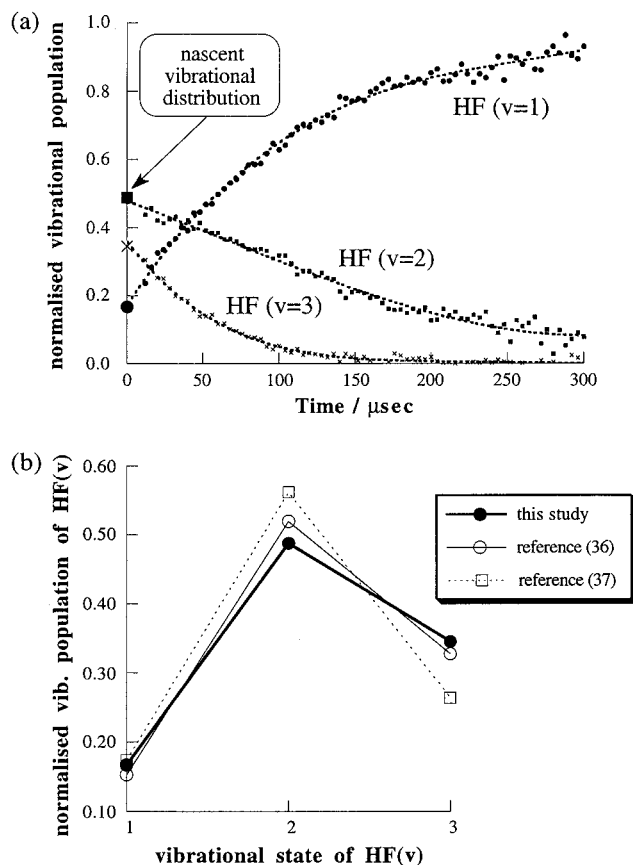 (a)
normalised vibrational population
1.0
0.8
0.6
0.4
0.2
0.0
nascent
vibrational
distribution
HF (v=1)
HF (v=2)
HF (v=3)
0
50
100
150
200
250
300
Time / μsec
(b)
normalised vib. population of HF(v)
0.60
0.50
0.40
0.30
0.20
0.10
this study
reference (36)
reference (37)
1
2
3
vibrational state of HF(v)